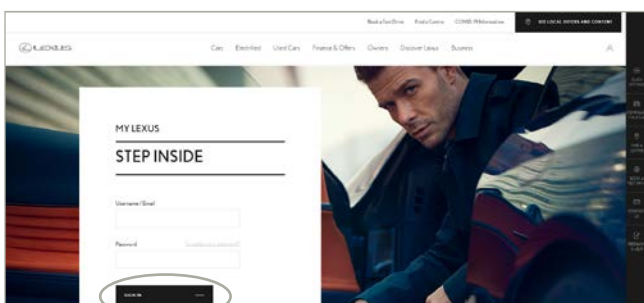 Book a Test Drive Find a Centre COVID-19 Information SEE LOCAL OFFERS AND CONTENT
LEXUS Cars Electrified Used Cars Finance & Offers Owners Discover Lexus Business
MY LEXUS
STEP INSIDE
Username / Email
Password
SIGN IN